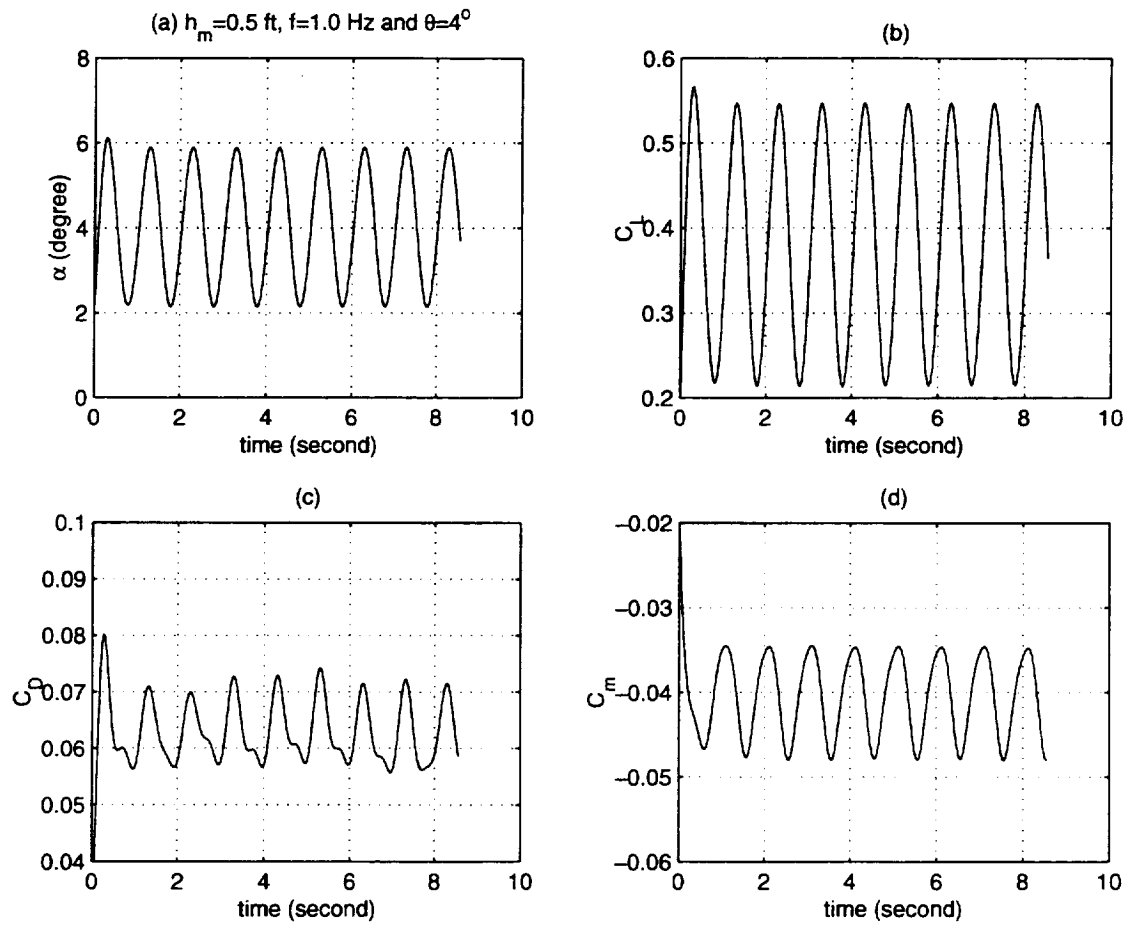 (a) h_m=0.5 ft, f=1.0 Hz and θ=4°
8
6
4
2
0
α (degree)
0 2 4 6 8 10
time (second)
(b)
0.6
0.5
0.4
0.3
0.2
C_L
0 2 4 6 8 10
time (second)
(c)
0.1
0.09
0.08
0.07
0.06
0.05
0.04
C_D
0 2 4 6 8 10
time (second)
(d)
−0.02
−0.03
−0.04
−0.05
−0.06
C_m
0 2 4 6 8 10
time (second)